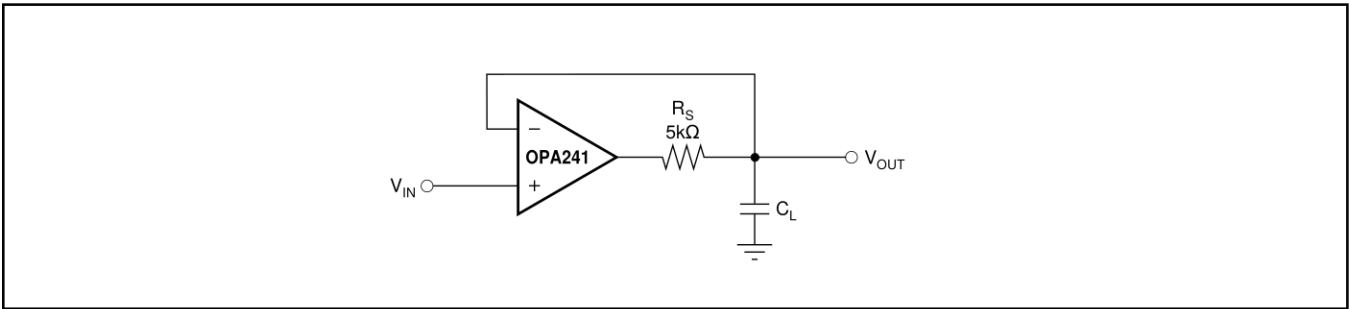 R_S
5kΩ
−
OPA241
+
V_IN
V_OUT
C_L